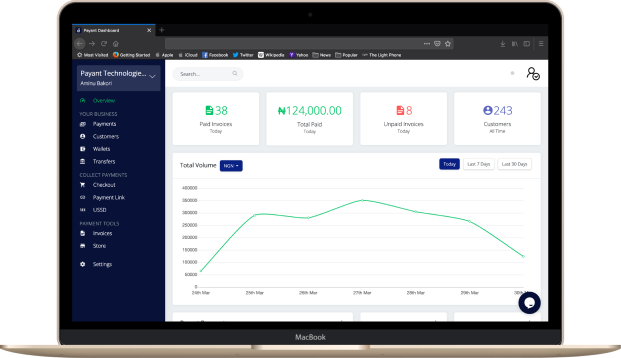 Payant Dashboard
Most Visited Getting Started Apple iCloud Facebook Twitter Wikipedia Yahoo News Popular The Light Phone
Payant Technologie...
Aminu Bakori
Overview
YOUR BUSINESS
Payments
Customers
Wallets
Transfers
COLLECT PAYMENTS
Checkout
Payment Link
USSD
PAYMENT TOOLS
Invoices
Store
Settings
Search...
38
Paid Invoices
Today
₦124,000.00
Total Paid
Today
8
Unpaid Invoices
Today
243
Customers
All Time
Total Volume NGN
Today Last 7 Days Last 30 Days
400000
350000
300000
250000
200000
150000
100000
50000
0
24th Mar 25th Mar 26th Mar 27th Mar 28th Mar 29th Mar 30th
MacBook